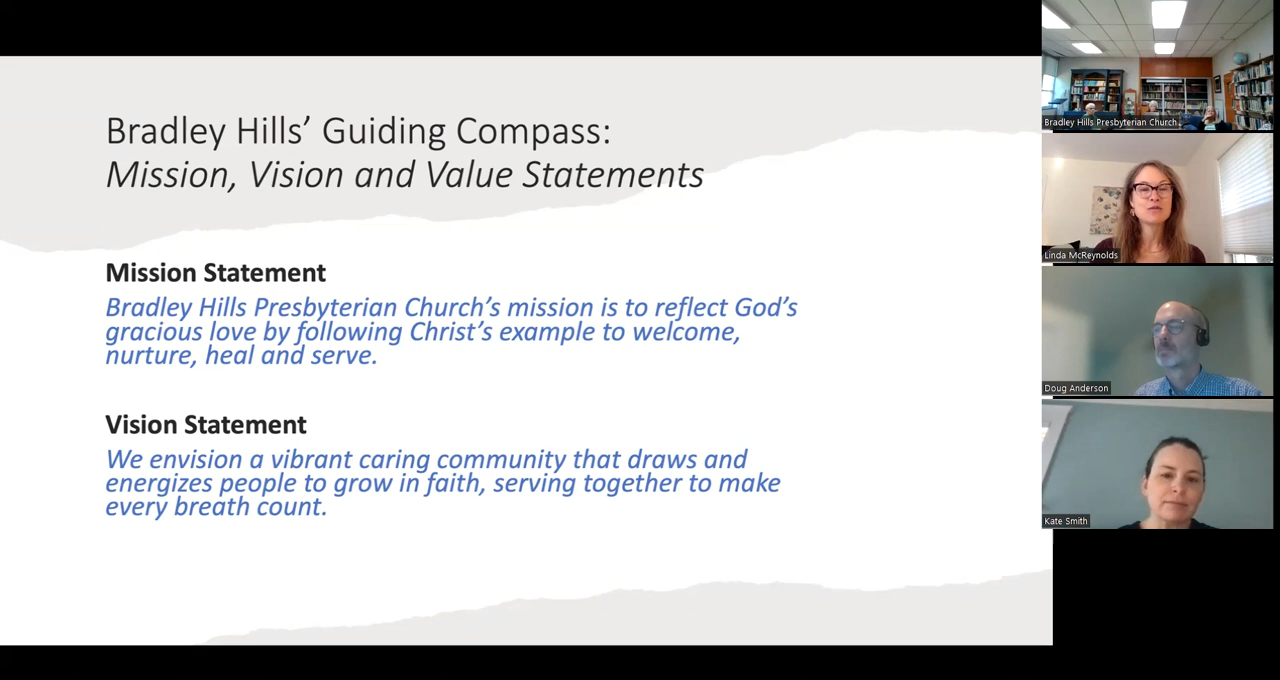 Bradley Hills’ Guiding Compass:
Mission, Vision and Value Statements
Mission Statement
Bradley Hills Presbyterian Church’s mission is to reflect God’s
gracious love by following Christ’s example to welcome,
nurture, heal and serve.
Vision Statement
We envision a vibrant caring community that draws and
energizes people to grow in faith, serving together to make
every breath count.
Bradley Hills Presbyterian Church
Linda McReynolds
Doug Anderson
Kate Smith